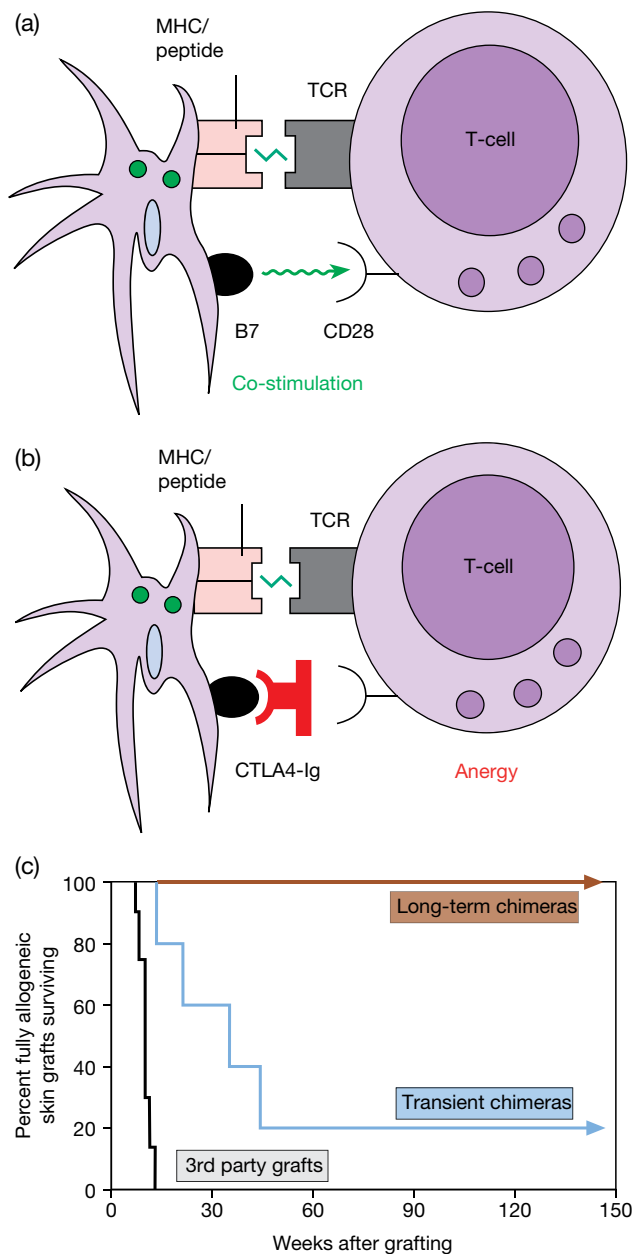 (a)
MHC/
peptide
TCR
T-cell
B7
CD28
Co-stimulation
(b)
MHC/
peptide
TCR
T-cell
CTLA4-Ig
Anergy
(c)
Percent fully allogeneic
skin grafts surviving
100
80
60
40
20
0
Long-term chimeras
Transient chimeras
3rd party grafts
0
30
60
90
120
150
Weeks after grafting